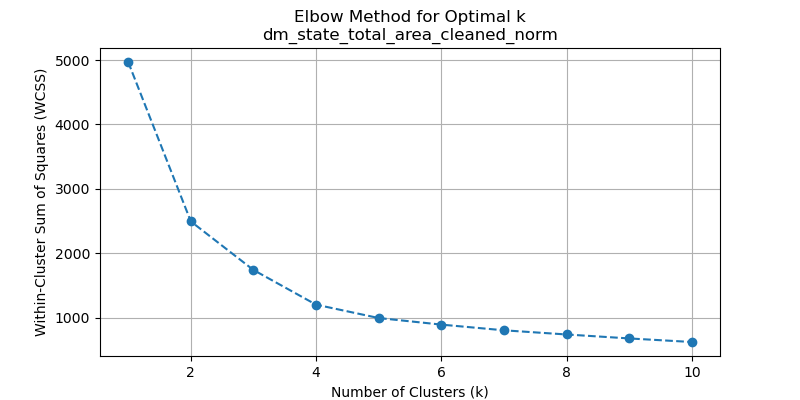 Elbow Method for Optimal k
dm_state_total_area_cleaned_norm
Within-Cluster Sum of Squares (WCSS)
5000
4000
3000
2000
1000
2 4 6 8 10
Number of Clusters (k)